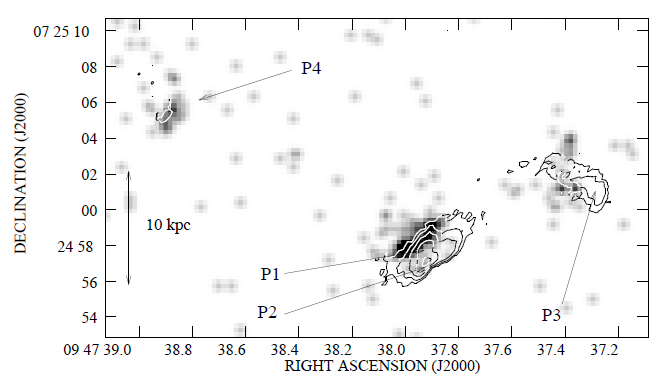 07 25 10
08
P4
06
04
02
00
10 kpc
24 58
P1
56
P2
P3
54
09 47 39.0 38.8 38.6 38.4 38.2 38.0 37.8 37.6 37.4 37.2
RIGHT ASCENSION (J2000)
DECLINATION (J2000)